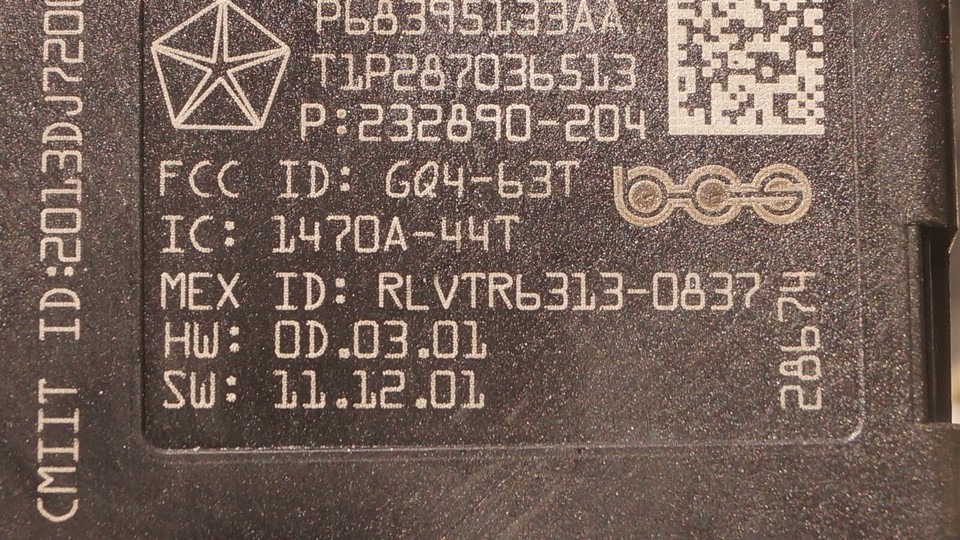 P68395133AA
T1P287036513
P:232890-204
FCC ID: GQ4-63T
IC: 1470A-44T
MEX ID: RLVTR6313-0837
HW: 0D.03.01
SW: 11.12.01
28674
CMIIT ID:2013DJ720